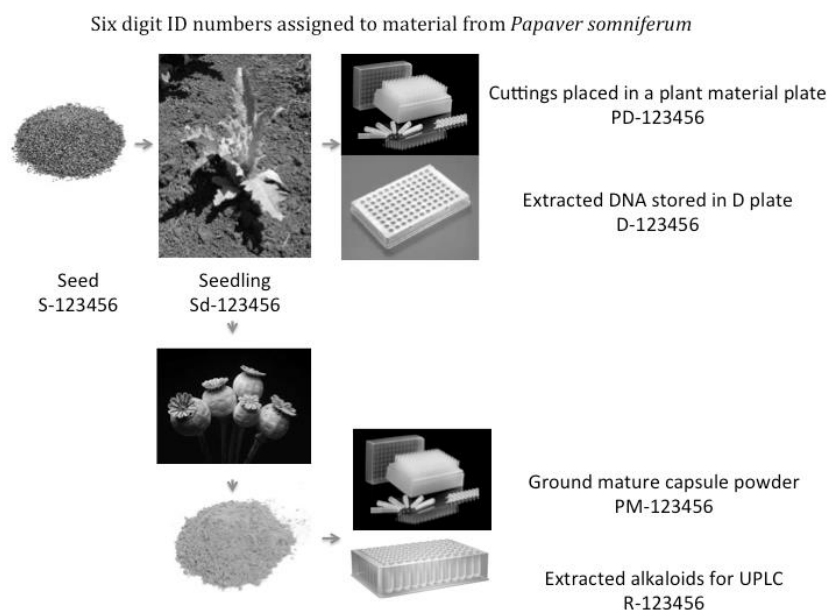 Six digit ID numbers assigned to material from Papaver somniferum
Cuttings placed in a plant material plate
PD-123456
Extracted DNA stored in D plate
D-123456
Seed
S-123456
Seedling
Sd-123456
Ground mature capsule powder
PM-123456
Extracted alkaloids for UPLC
R-123456